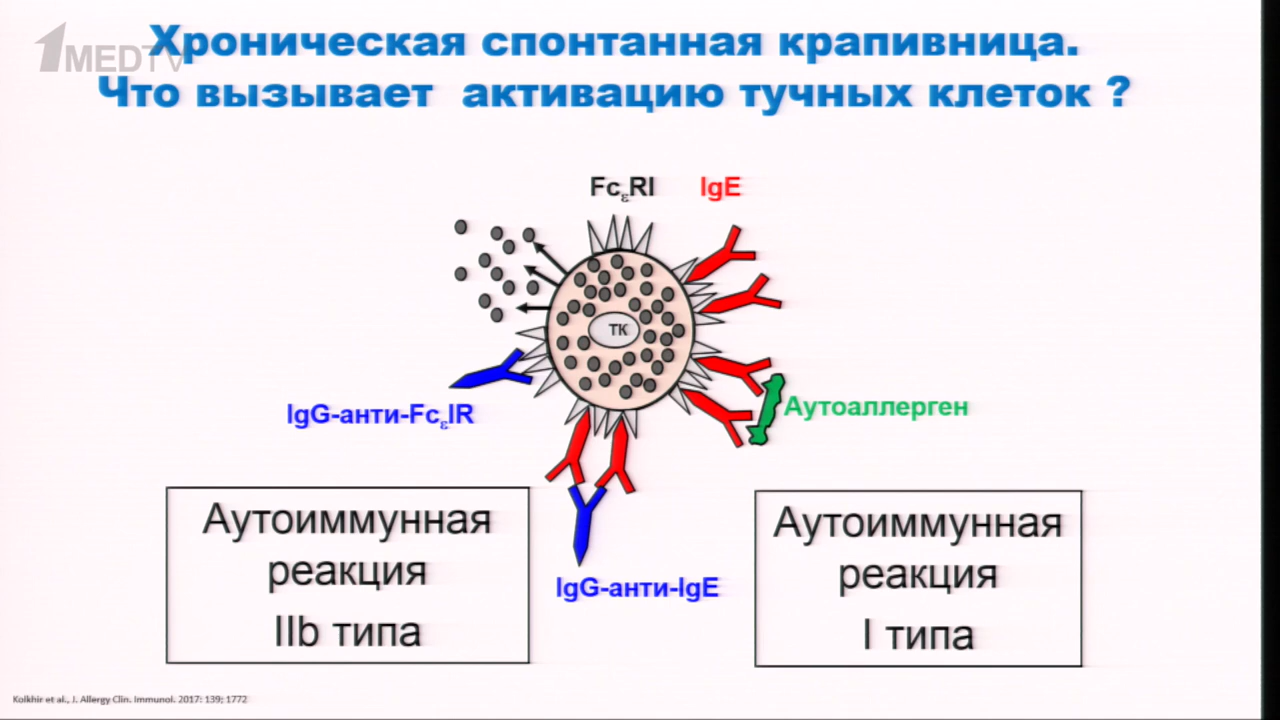 1MEDTV
Хроническая спонтанная крапивница.
Что вызывает активацию тучных клеток ?
FcεRI
IgE
ТК
IgG-анти-FcεIR
Аутоаллерген
IgG-анти-IgE
Аутоиммунная
реакция
IIb типа
Аутоиммунная
реакция
I типа
Kolkhir et al., J. Allergy Clin. Immunol. 2017: 139; 1772